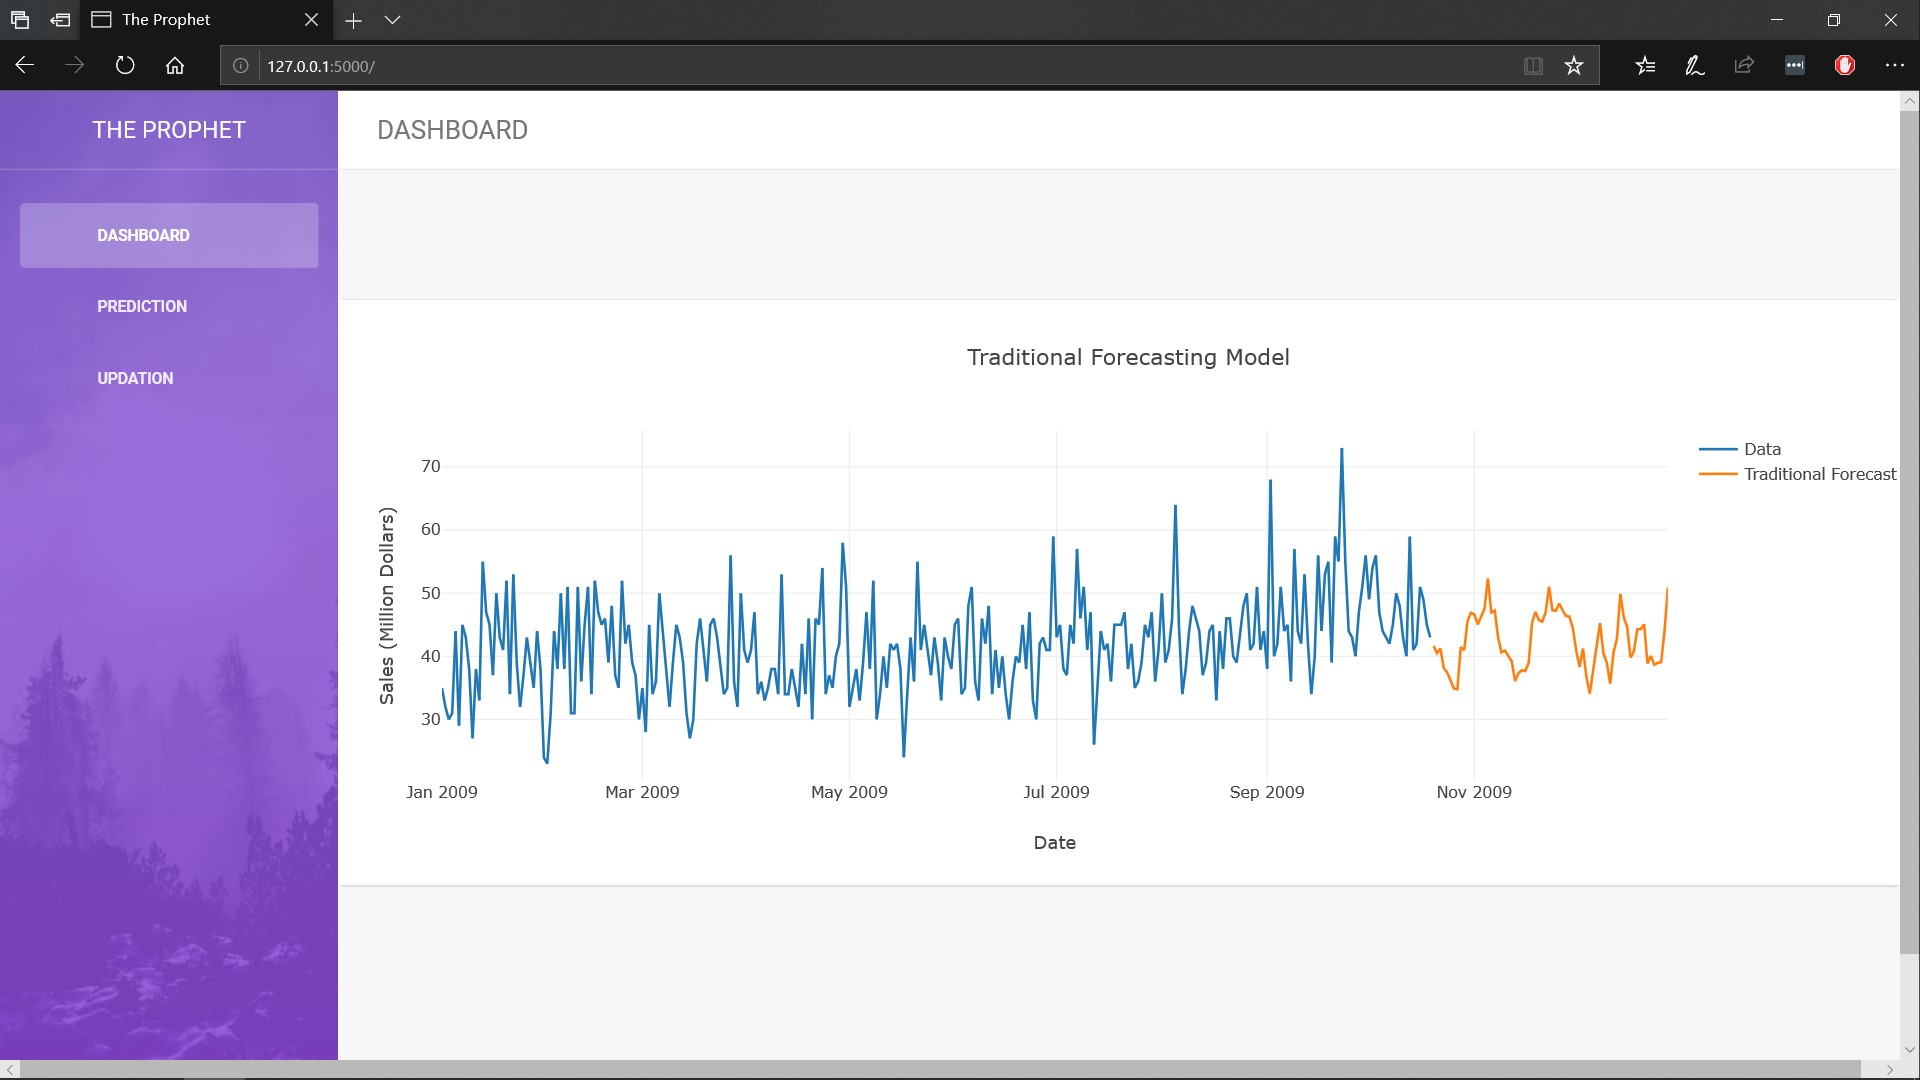 The Prophet
127.0.0.1:5000/
THE PROPHET
DASHBOARD
PREDICTION
UPDATION
DASHBOARD
Traditional Forecasting Model
Data
Traditional Forecast
Sales (Million Dollars)
70
60
50
40
30
Jan 2009 Mar 2009 May 2009 Jul 2009 Sep 2009 Nov 2009
Date